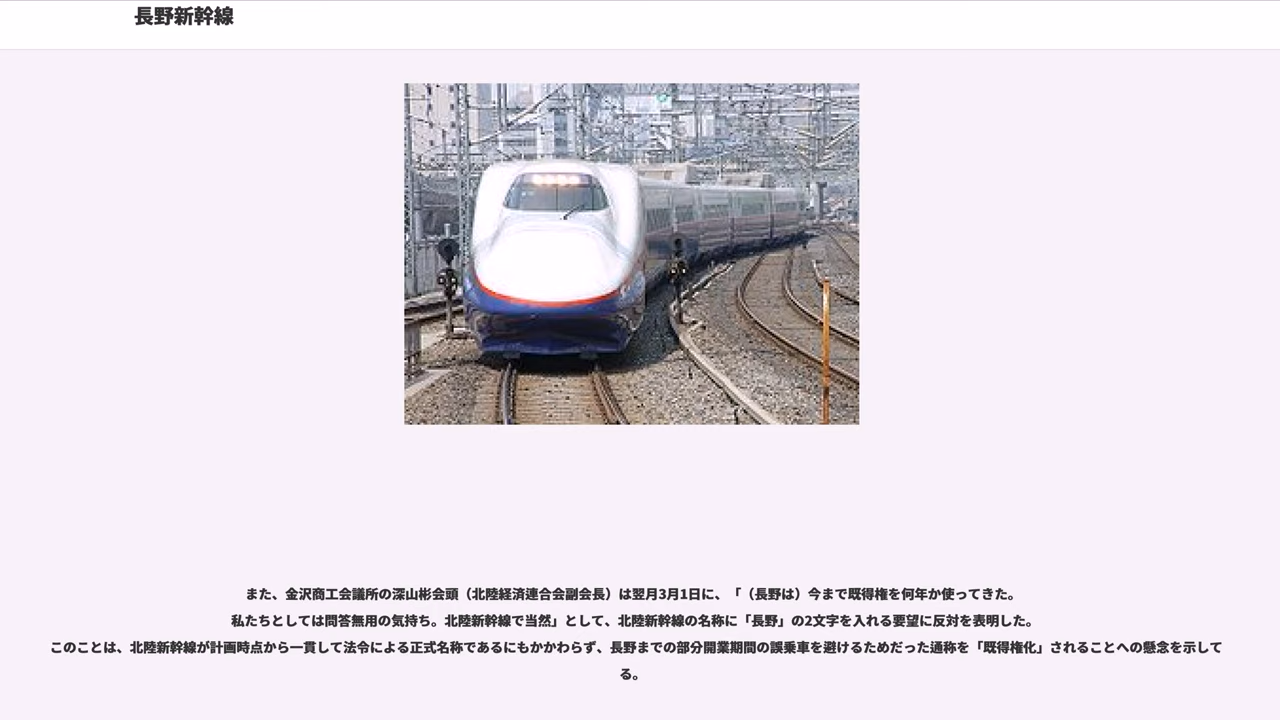 長野新幹線
また、金沢商工会議所の深山彬会頭（北陸経済連合会副会長）は翌月3月1日に、「（長野は）今まで既得権を何年か使ってきた。
私たちとしては問答無用の気持ち。北陸新幹線で当然」として、北陸新幹線の名称に「長野」の2文字を入れる要望に反対を表明した。
このことは、北陸新幹線が計画時点から一貫して法令による正式名称であるにもかかわらず、長野までの部分開業期間の誤乗車を避けるためだった通称を「既得権化」されることへの懸念を示して
る。